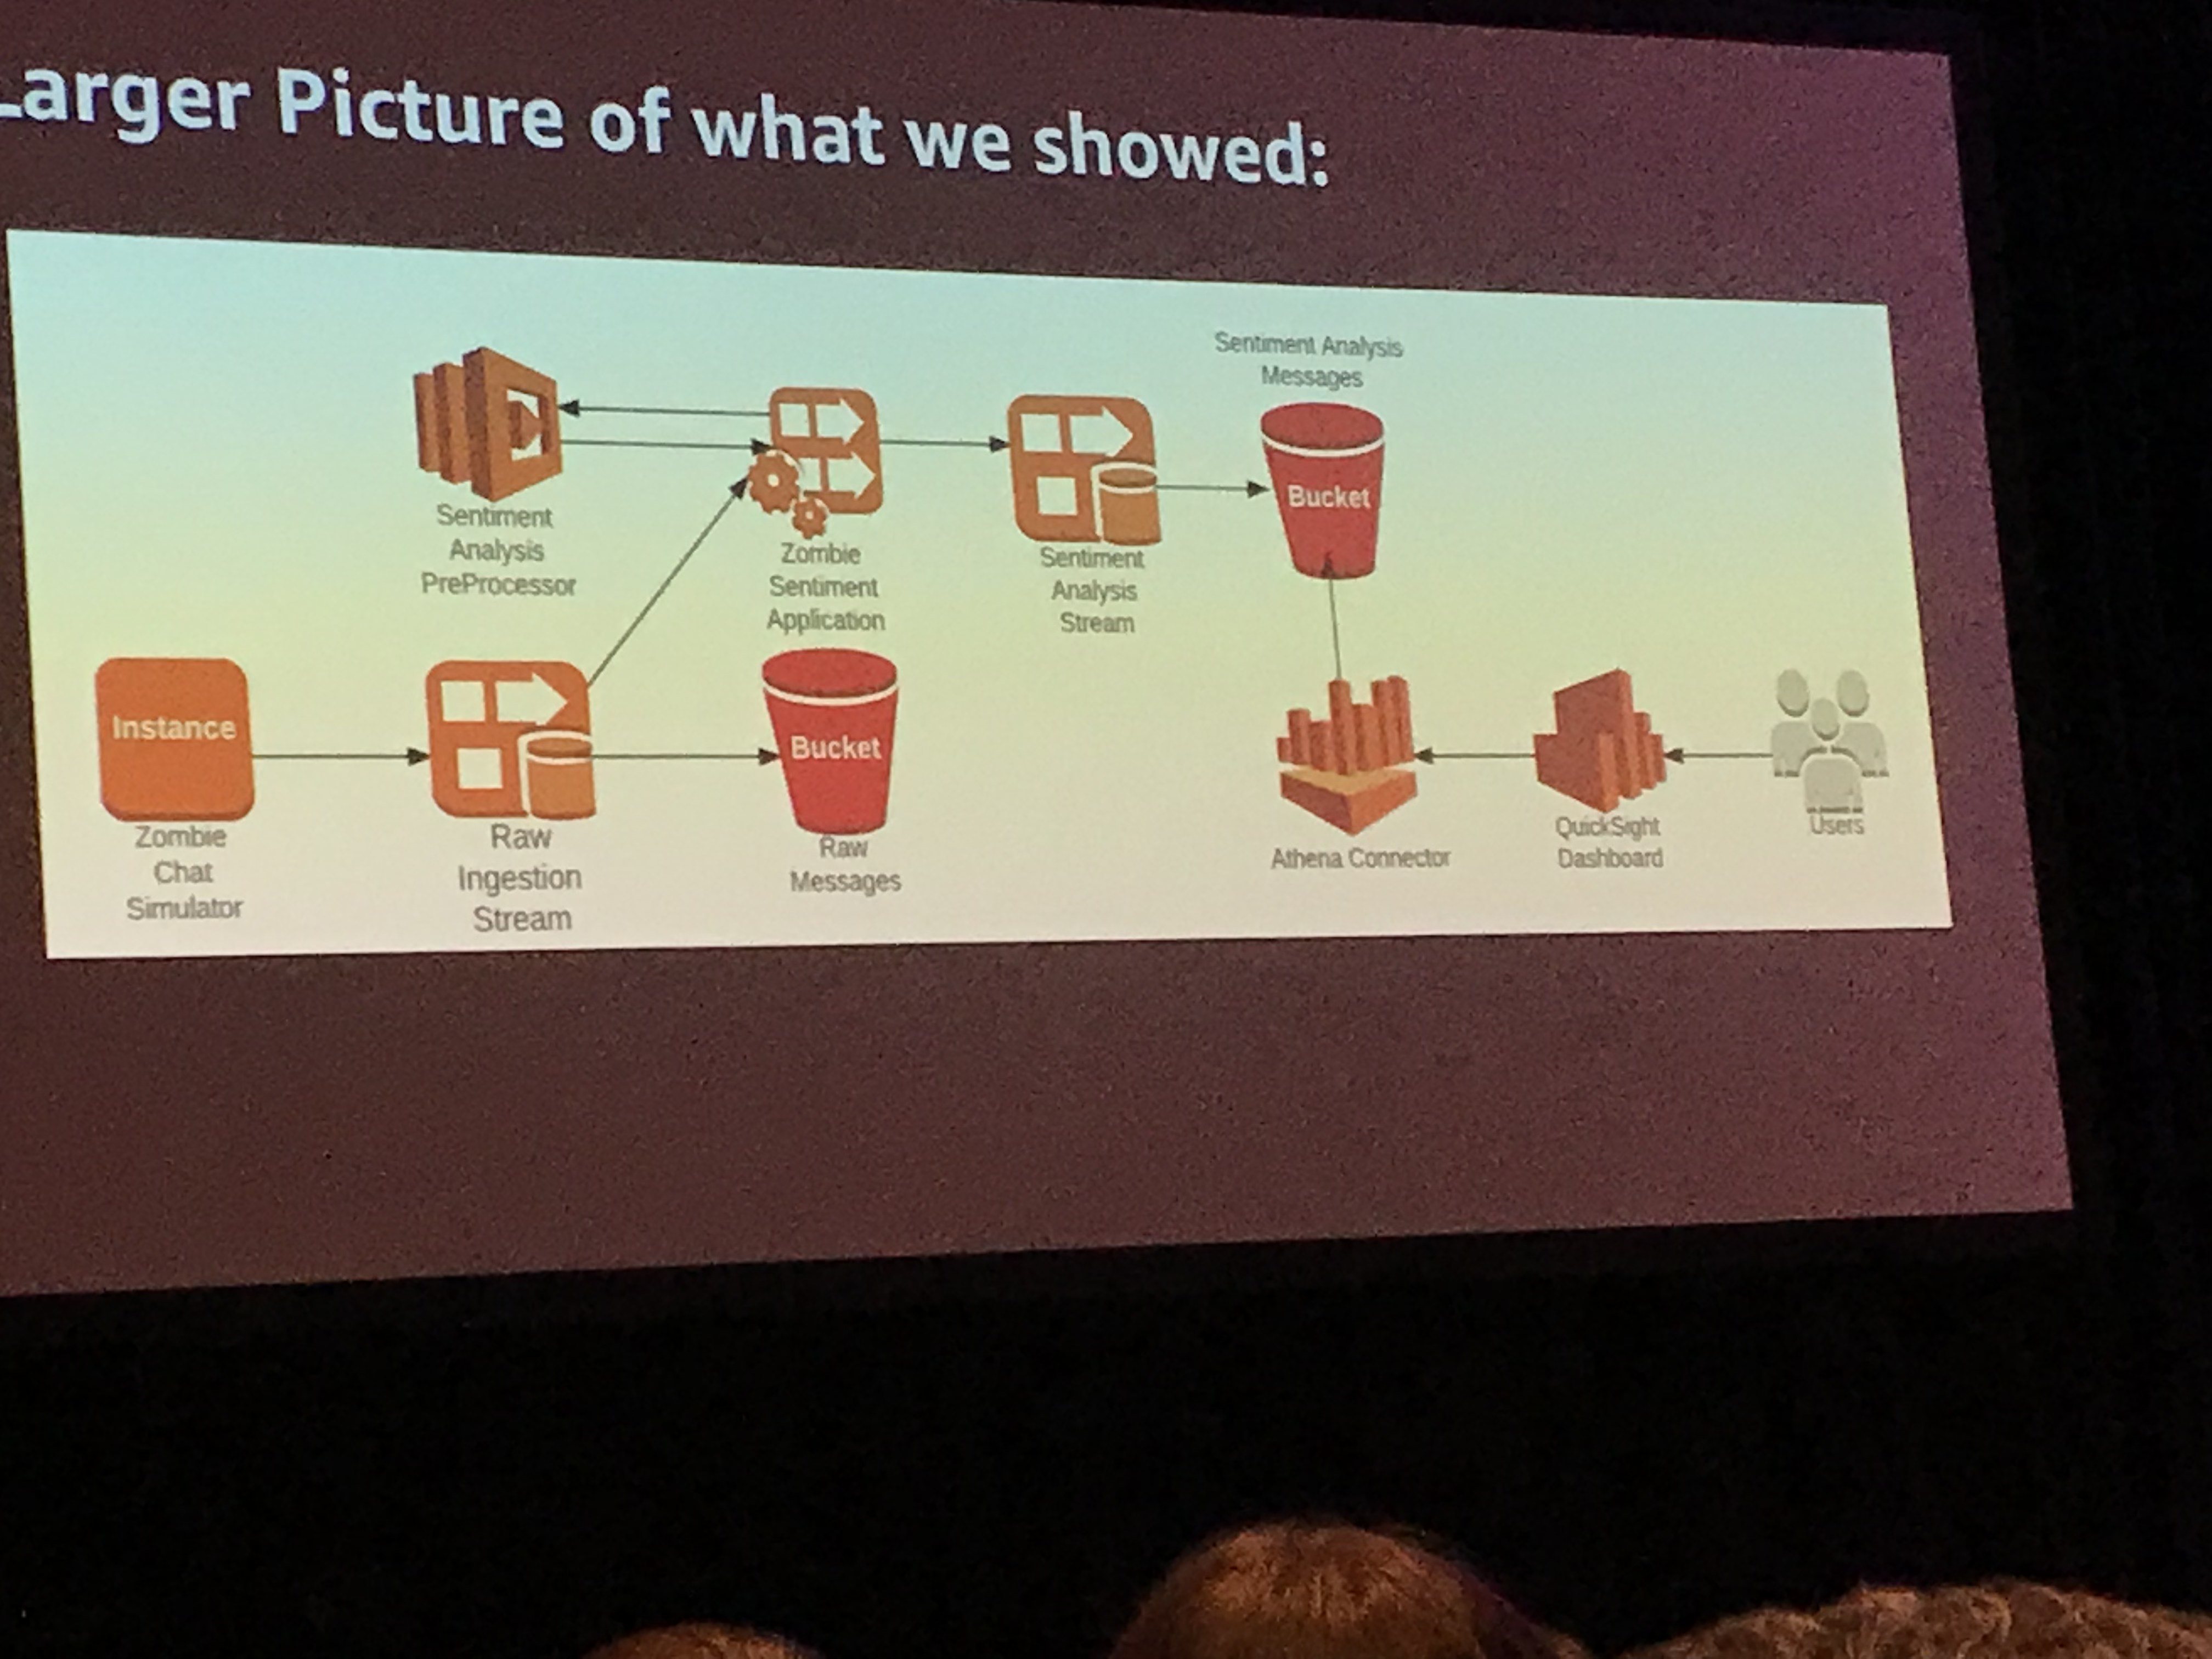 Larger Picture of what we showed:
Sentiment Analysis
Messages
Bucket
Sentiment
Analysis
PreProcessor
Zombie
Sentiment
Application
Sentiment
Analysis
Stream
Instance
Zombie
Chat
Simulator
Raw
Ingestion
Stream
Bucket
Raw
Messages
Athena Connector
QuickSight
Dashboard
Users